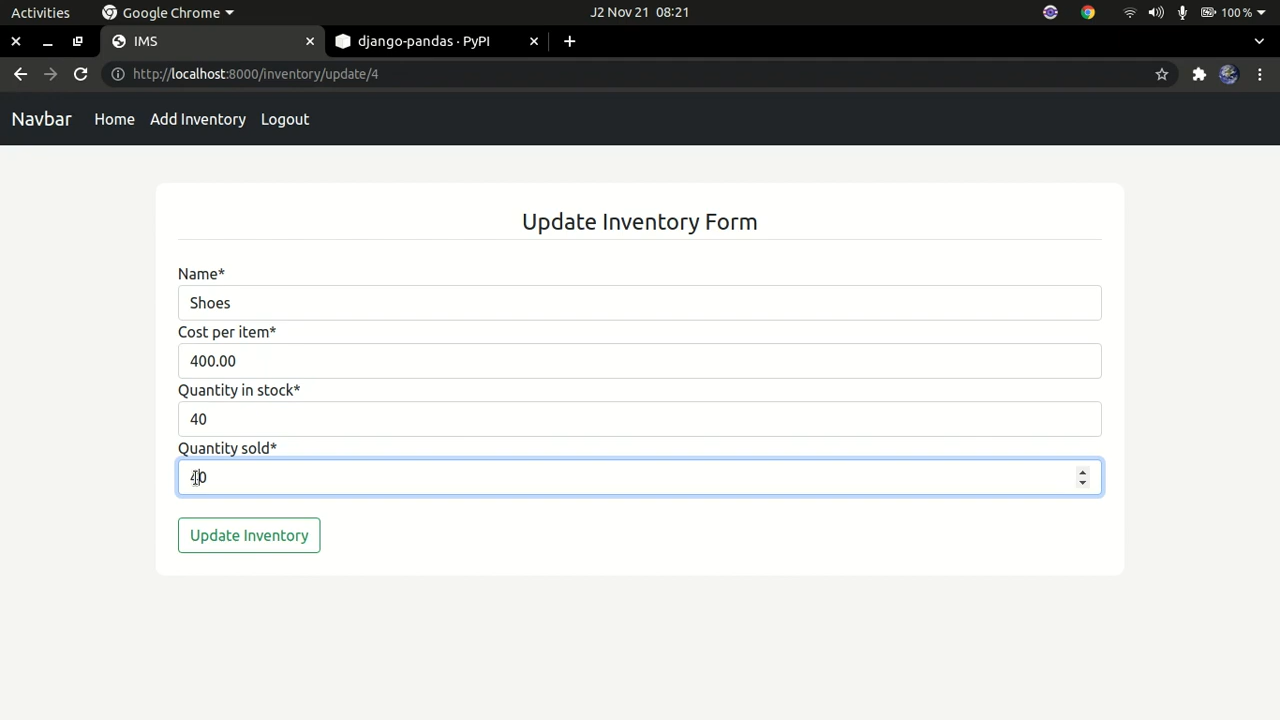 Activities Google Chrome J2 Nov 21 08:21 100 %
IMS django-pandas · PyPI
http://localhost:8000/inventory/update/4
Navbar Home Add Inventory Logout
Update Inventory Form
Name*
Shoes
Cost per item*
400.00
Quantity in stock*
40
Quantity sold*
40
Update Inventory